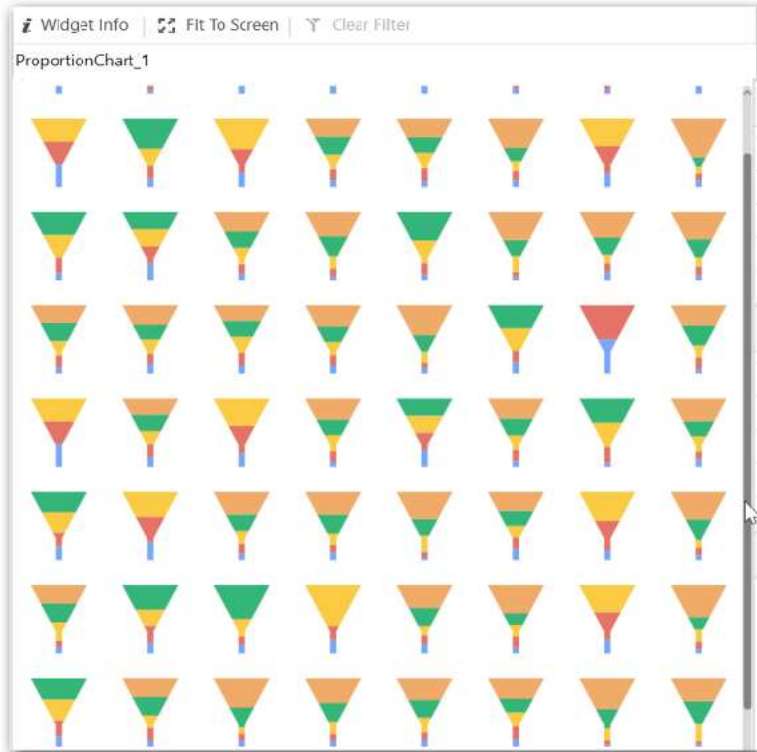 i Widget Info | Fit To Screen | Clear Filter
ProportionChart_1